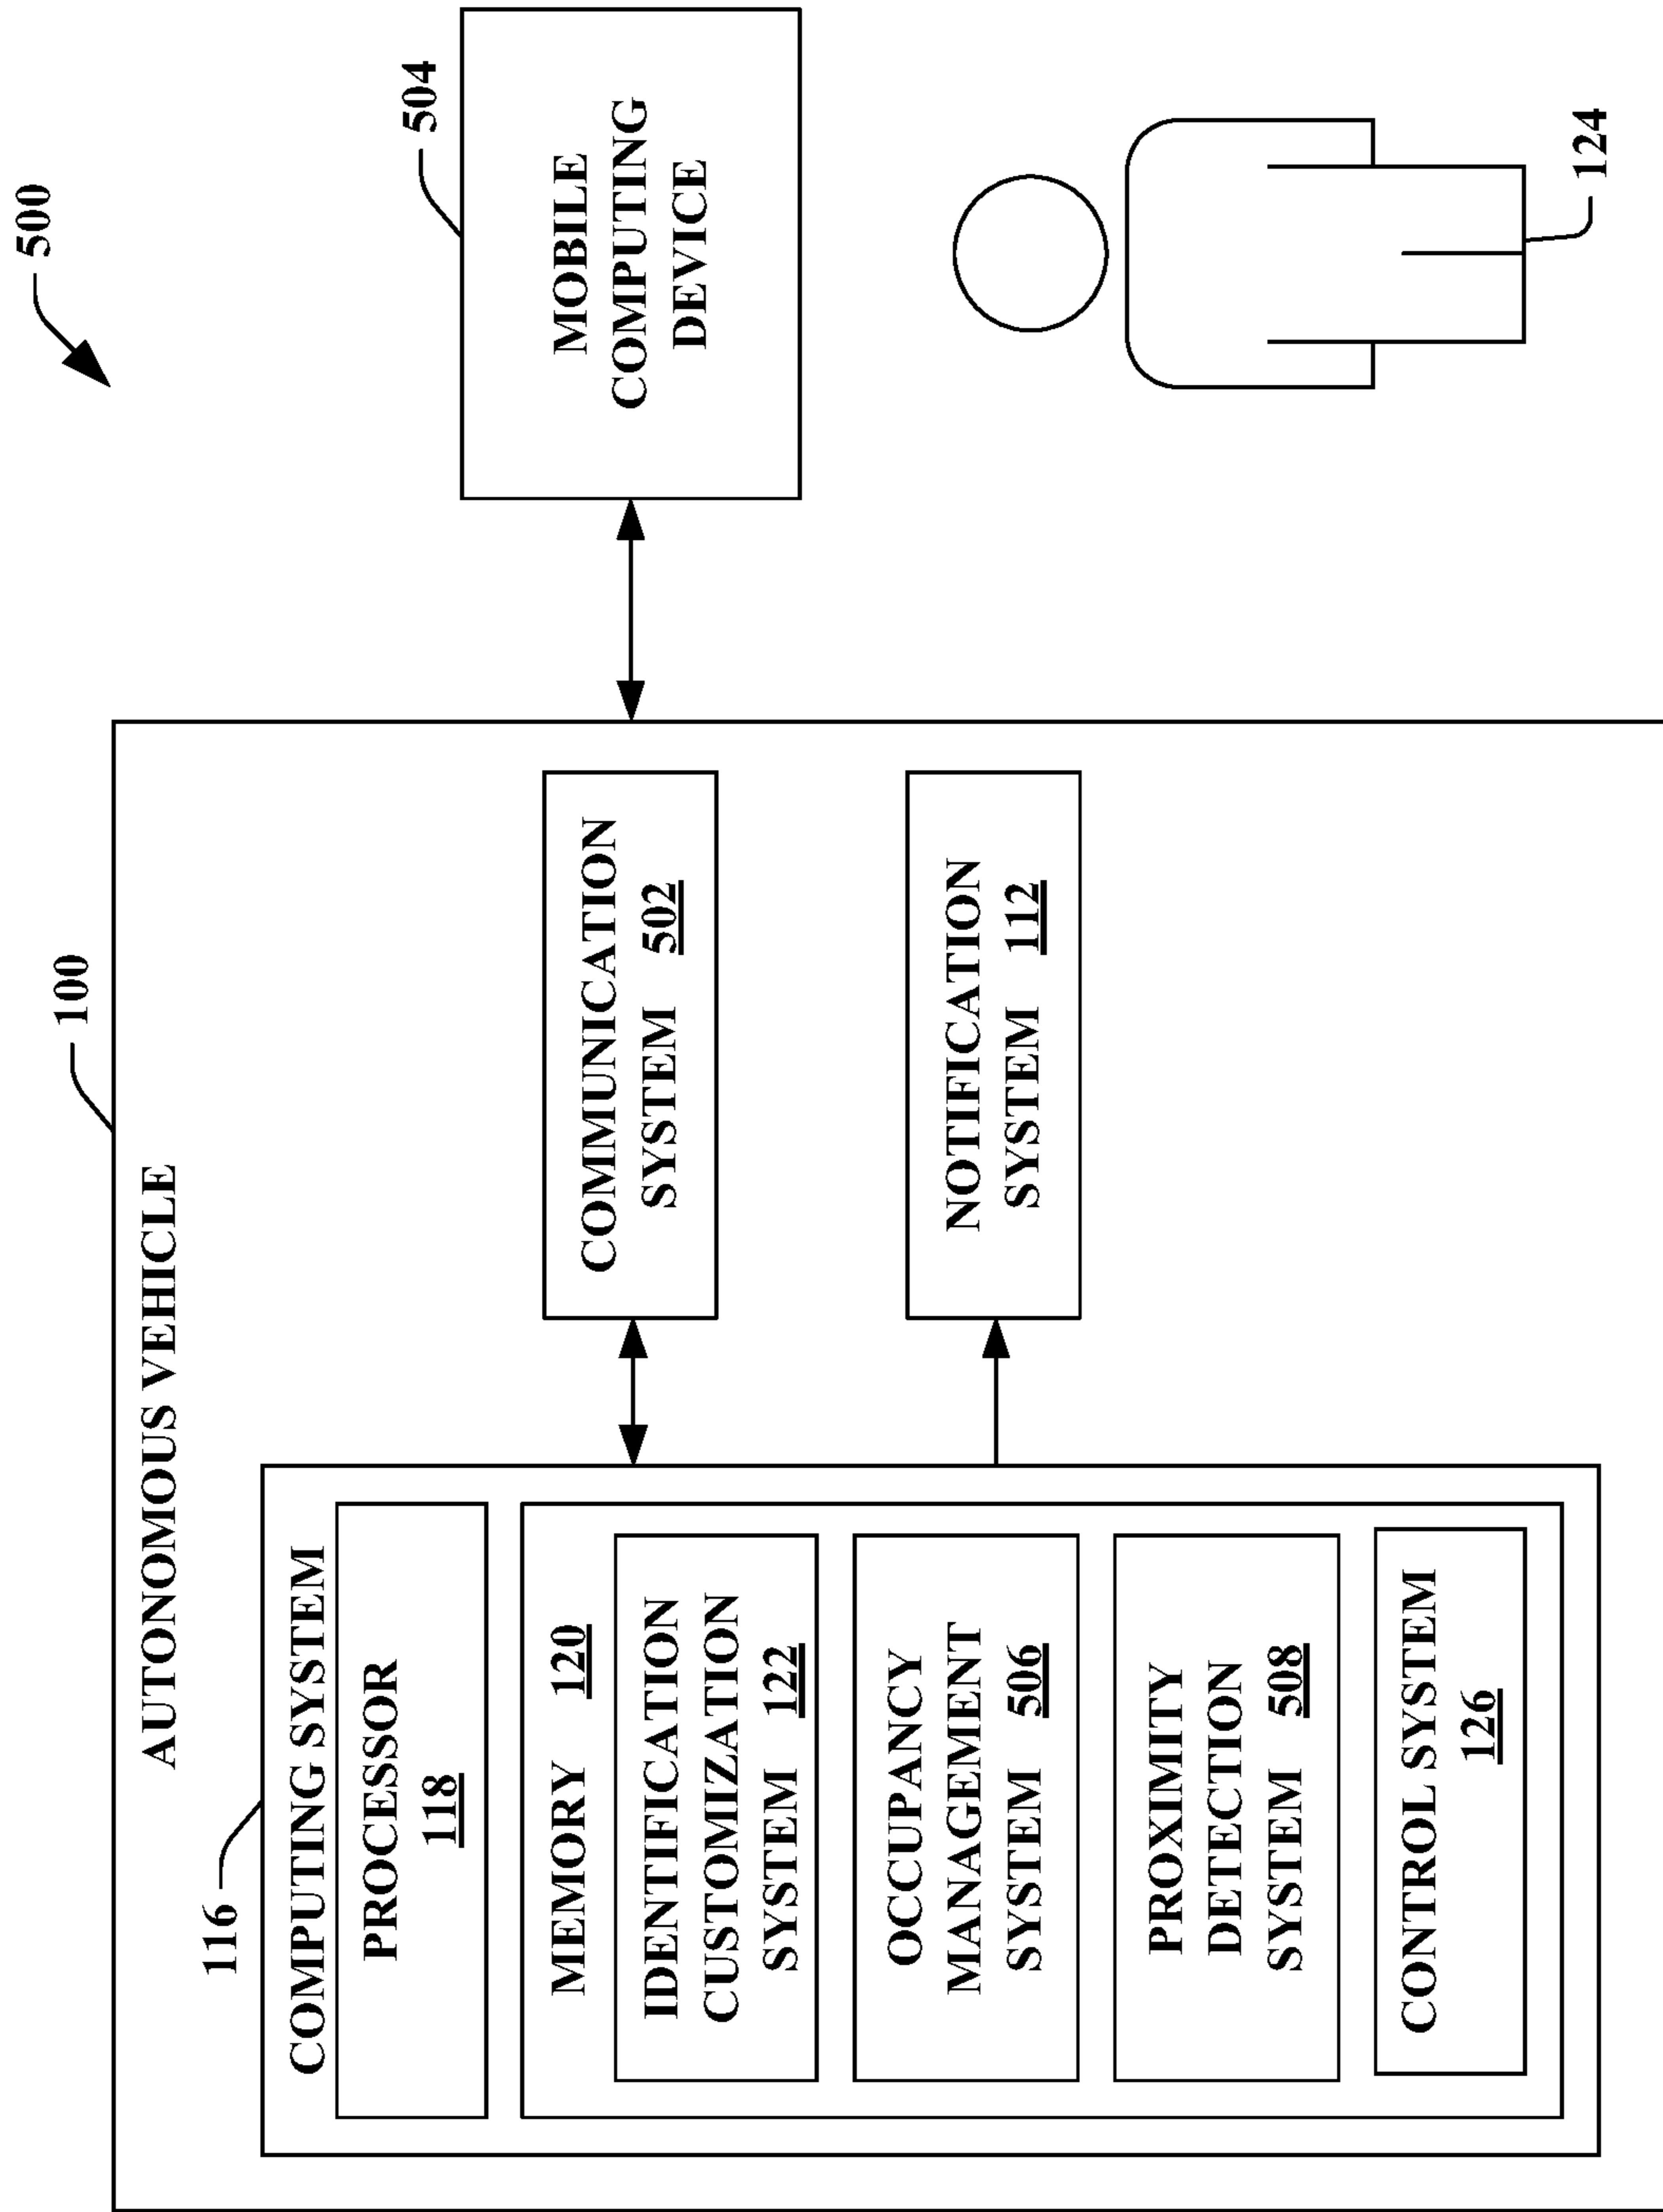 500
100
AUTONOMOUS VEHICLE
116
COMPUTING SYSTEM
PROCESSOR
118
MEMORY 120
IDENTIFICATION
CUSTOMIZATION
SYSTEM 122
OCCUPANCY
MANAGEMENT
SYSTEM 506
PROXIMITY
DETECTION
SYSTEM 508
CONTROL SYSTEM
126
COMMUNICATION
SYSTEM 502
NOTIFICATION
SYSTEM 112
504
MOBILE
COMPUTING
DEVICE
124